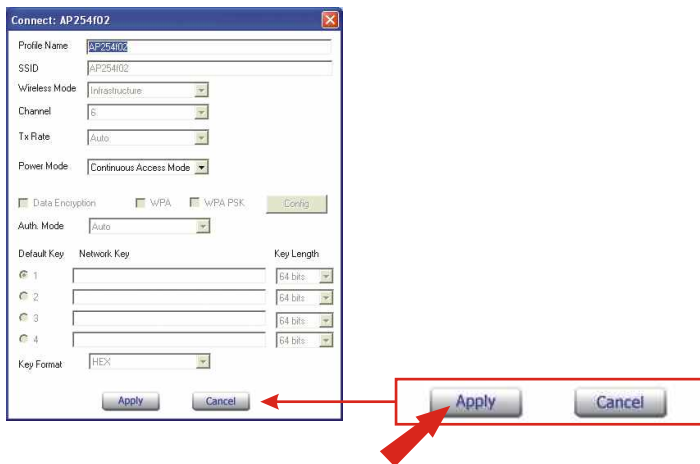 Connect: AP254f02
Profile Name AP254f02
SSID AP254f02
Wireless Mode Infrastructure
Channel 6
Tx Rate Auto
Power Mode Continuous Access Mode
Data Encryption WPA WPA PSK Config
Auth. Mode Auto
Default Key Network Key Key Length
1 64 bits
2 64 bits
3 64 bits
4 64 bits
Key Format HEX
Apply Cancel
Apply Cancel